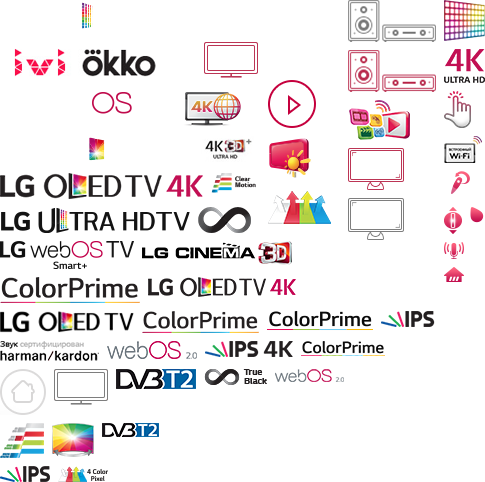 ivi ökko
4K
ULTRA HD
OS
4K
4K 3D+
ULTRA HD
ВСТРОЕННЫЙ
Wi-Fi
LG OLED TV 4K
Clear
Motion
LG ULTRA HDTV
LG webOS TV
Smart+
LG CINEMA 3D
ColorPrime
LG OLED TV 4K
LG OLED TV
ColorPrime
ColorPrime
IPS
Звук сертифицирован
harman/kardon
webOS 2.0
IPS 4K
ColorPrime
DVB T2
True
Black
webOS 2.0
DVB T2
IPS
4 Color
Pixel